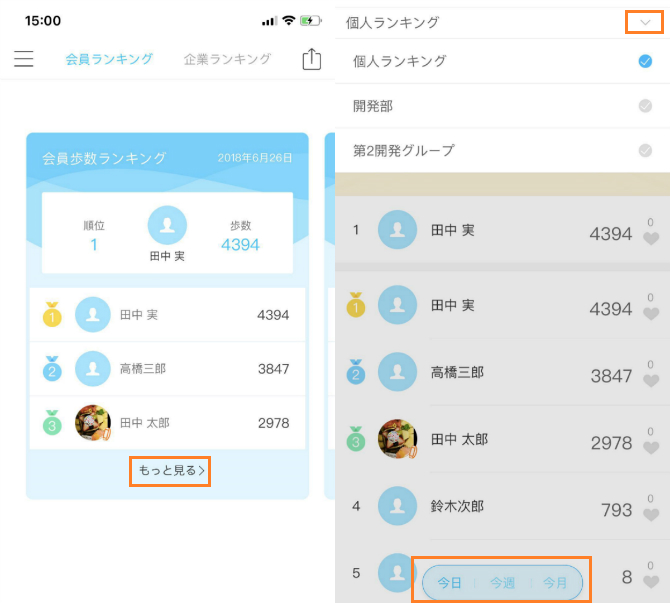 15:00
会員ランキング 企業ランキング
会員歩数ランキング 2018年6月26日
順位 歩数
1 4394
田中 実
1 田中 実 4394
2 高橋三郎 3847
3 田中 太郎 2978
もっと見る
個人ランキング
個人ランキング
開発部
第2開発グループ
1 田中 実 4394 0
1 田中 実 4394 0
2 高橋三郎 3847 0
3 田中 太郎 2978 0
4 鈴木次郎 793 0
5 8 0
今日 今週 今月